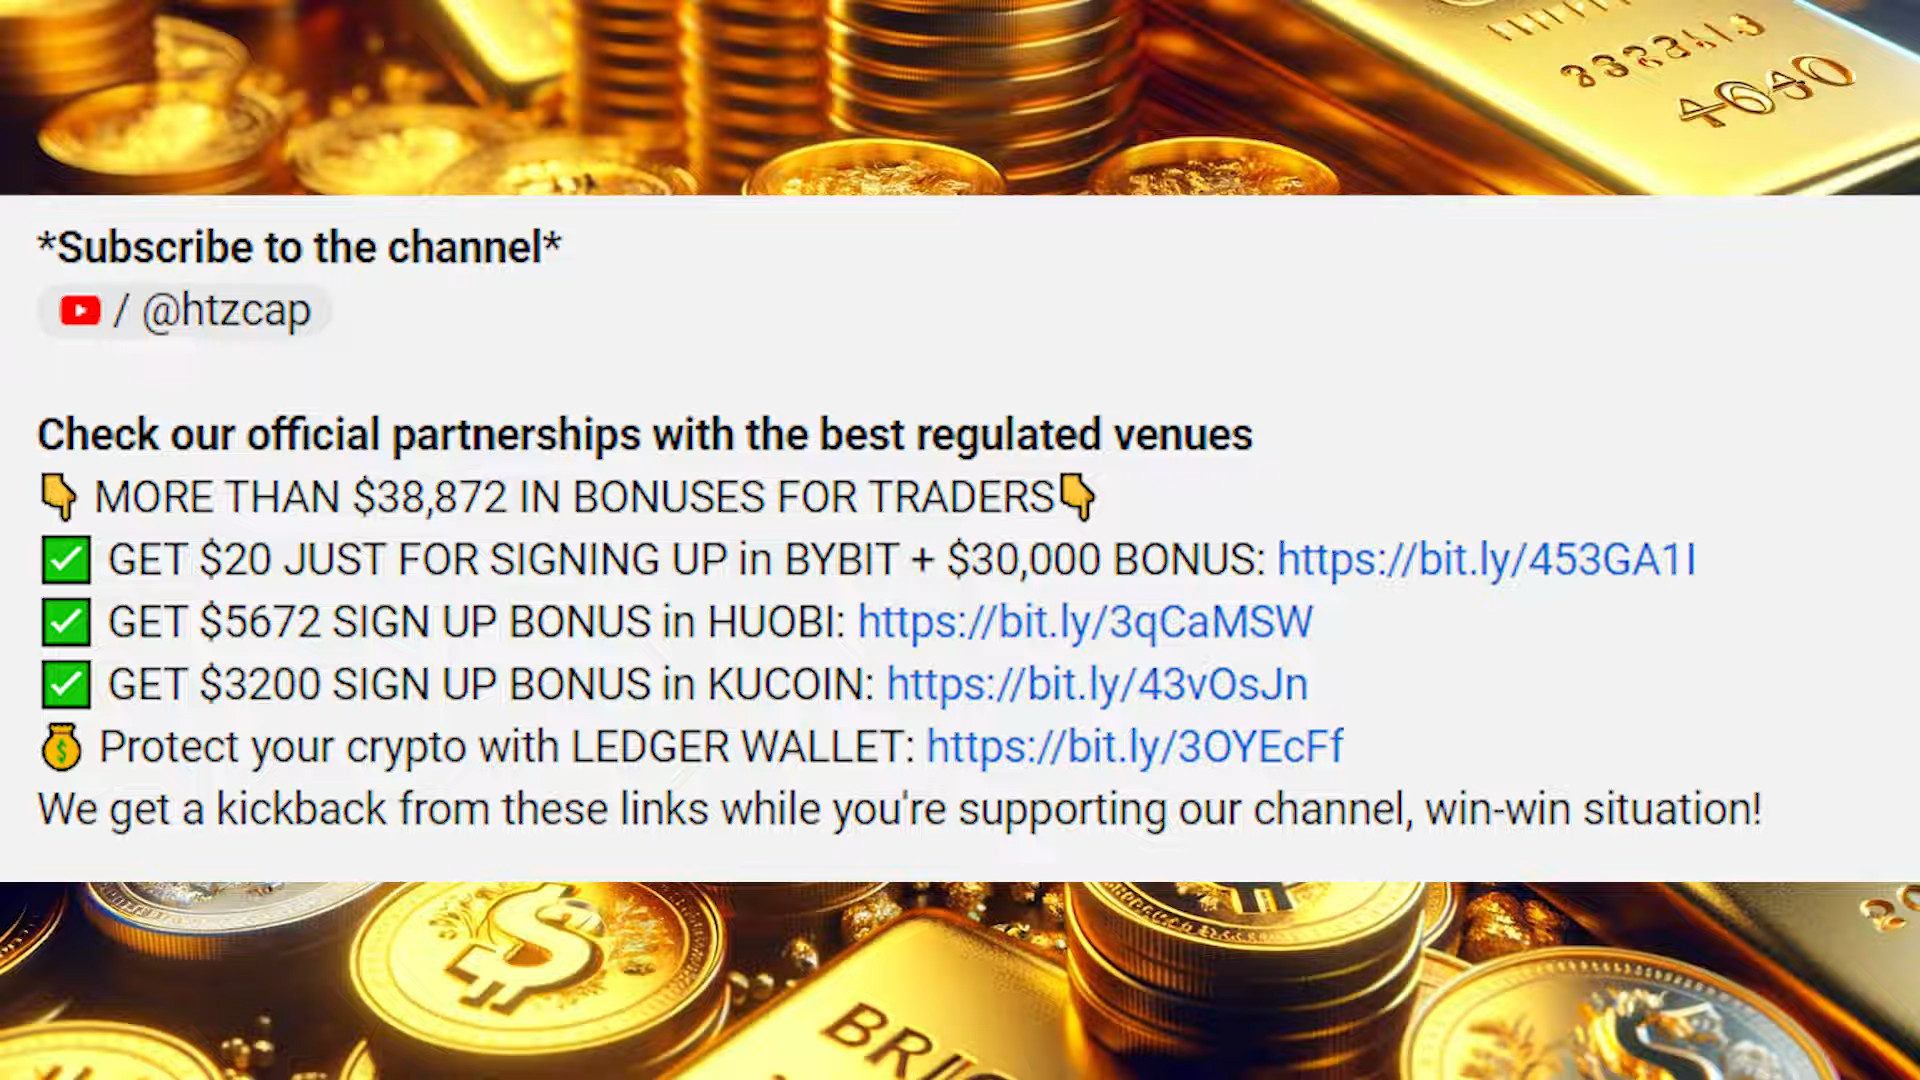 *Subscribe to the channel*
/ @htzcap
Check our official partnerships with the best regulated venues
👇 MORE THAN $38,872 IN BONUSES FOR TRADERS👇
✅ GET $20 JUST FOR SIGNING UP in BYBIT + $30,000 BONUS: https://bit.ly/453GA1I
✅ GET $5672 SIGN UP BONUS in HUOBI: https://bit.ly/3qCaMSW
✅ GET $3200 SIGN UP BONUS in KUCOIN: https://bit.ly/43vOsJn
💰 Protect your crypto with LEDGER WALLET: https://bit.ly/3OYEcFf
We get a kickback from these links while you're supporting our channel, win-win situation!